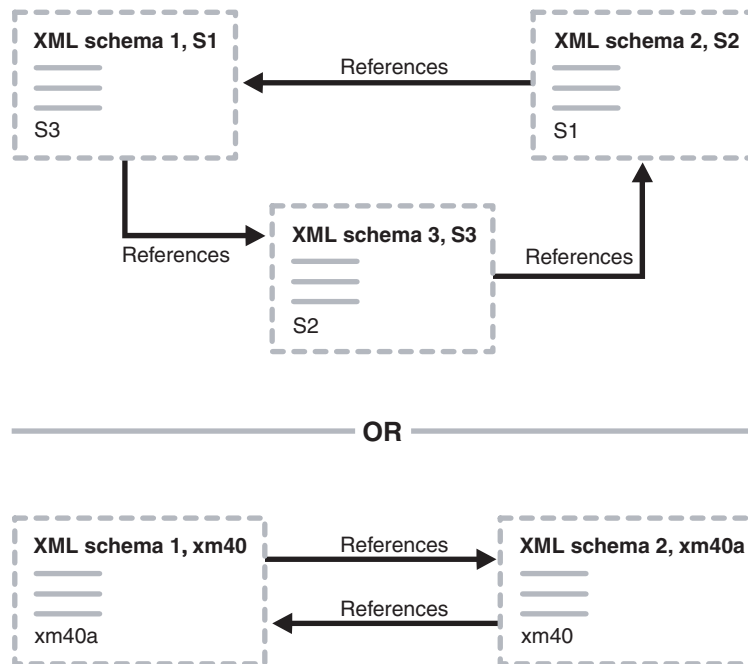 XML schema 1, S1
S3
References
XML schema 2, S2
S1
References
XML schema 3, S3
S2
References
OR
XML schema 1, xm40
xm40a
References
References
XML schema 2, xm40a
xm40